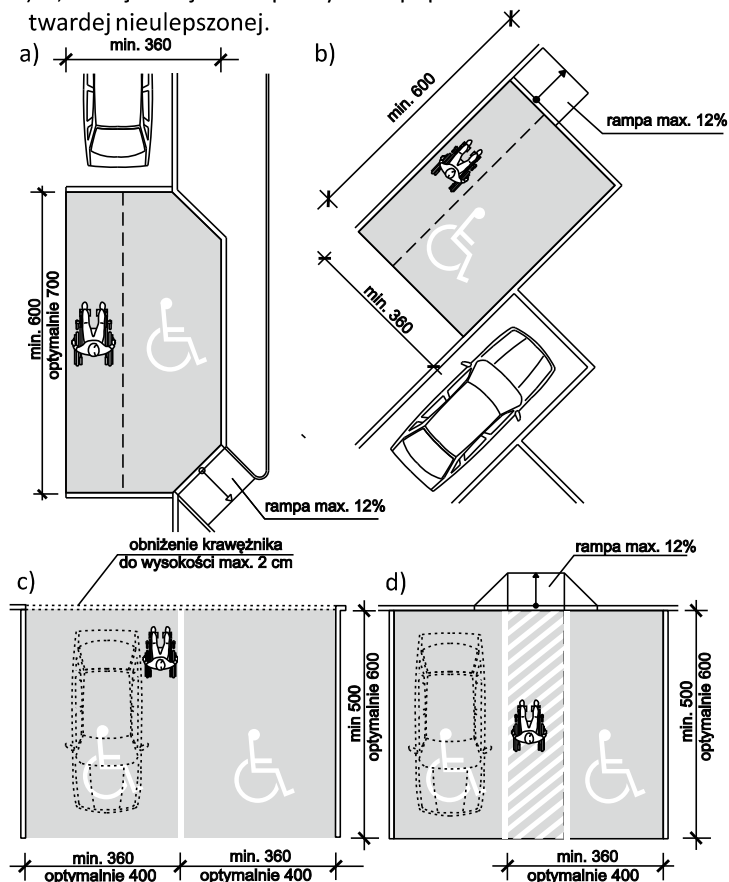 twardej nieulepszonej.
a)
min. 360
b)
min. 600
rampa max. 12%
min. 600
optymalnie 700
min. 360
rampa max. 12%
obniżenie krawężnika
do wysokości max. 2 cm
c)
d)
rampa max. 12%
min 500
optymalnie 600
min. 500
optymalnie 600
min. 360
optymalnie 400
min. 360
optymalnie 400
min. 360
optymalnie 400